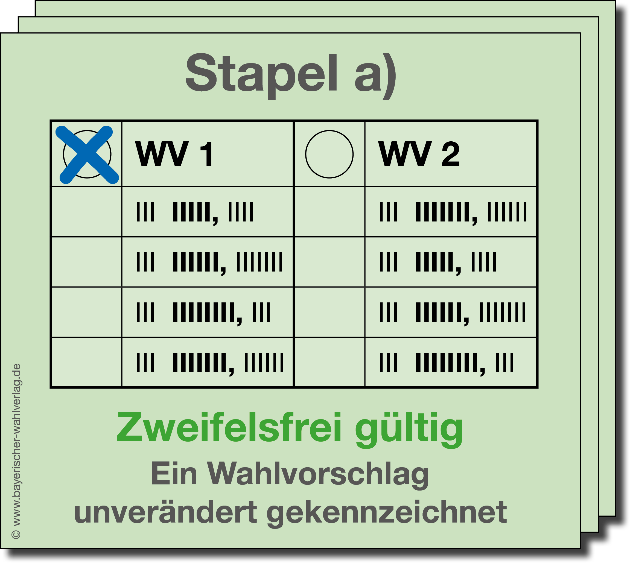 Stapel a)
WV 1 WV 2
Zweifelsfrei gültig
Ein Wahlvorschlag
unverändert gekennzeichnet
© www.bayerischer-wahlverlag.de